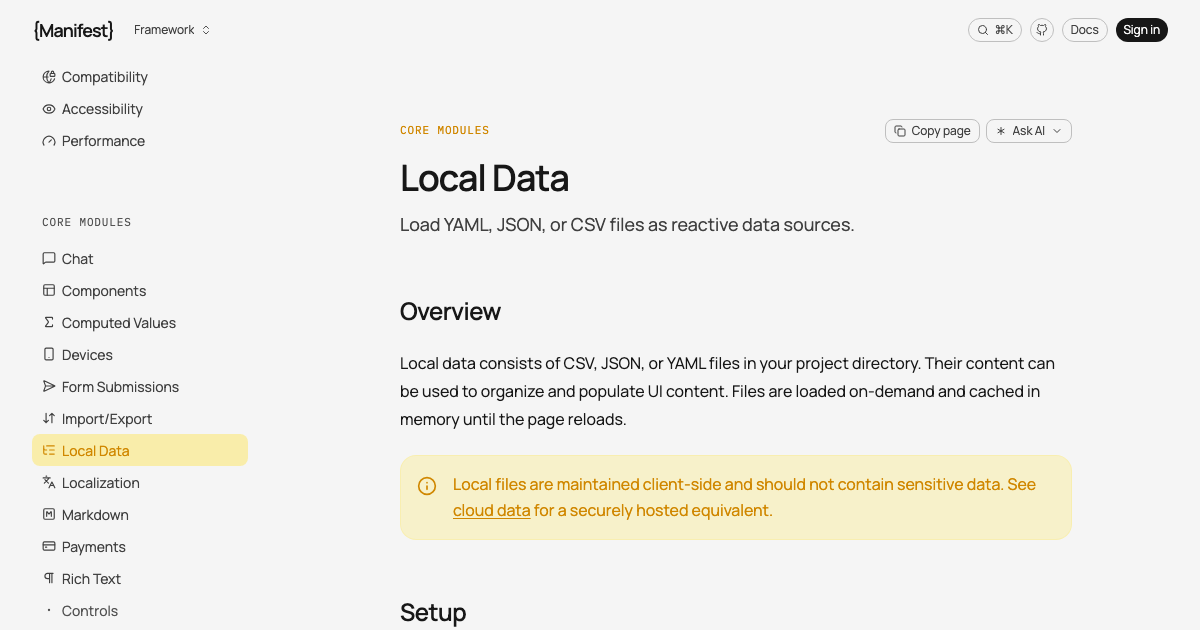 {Manifest}
Framework
⌘K
Docs
Sign in
Compatibility
Accessibility
Performance
CORE MODULES
Chat
Components
Computed Values
Devices
Form Submissions
Import/Export
Local Data
Localization
Markdown
Payments
Rich Text
Controls
CORE MODULES
Copy page
Ask AI
Local Data
Load YAML, JSON, or CSV files as reactive data sources.
Overview
Local data consists of CSV, JSON, or YAML files in your project directory. Their content can
be used to organize and populate UI content. Files are loaded on-demand and cached in
memory until the page reloads.
Local files are maintained client-side and should not contain sensitive data. See
cloud data for a securely hosted equivalent.
Setup